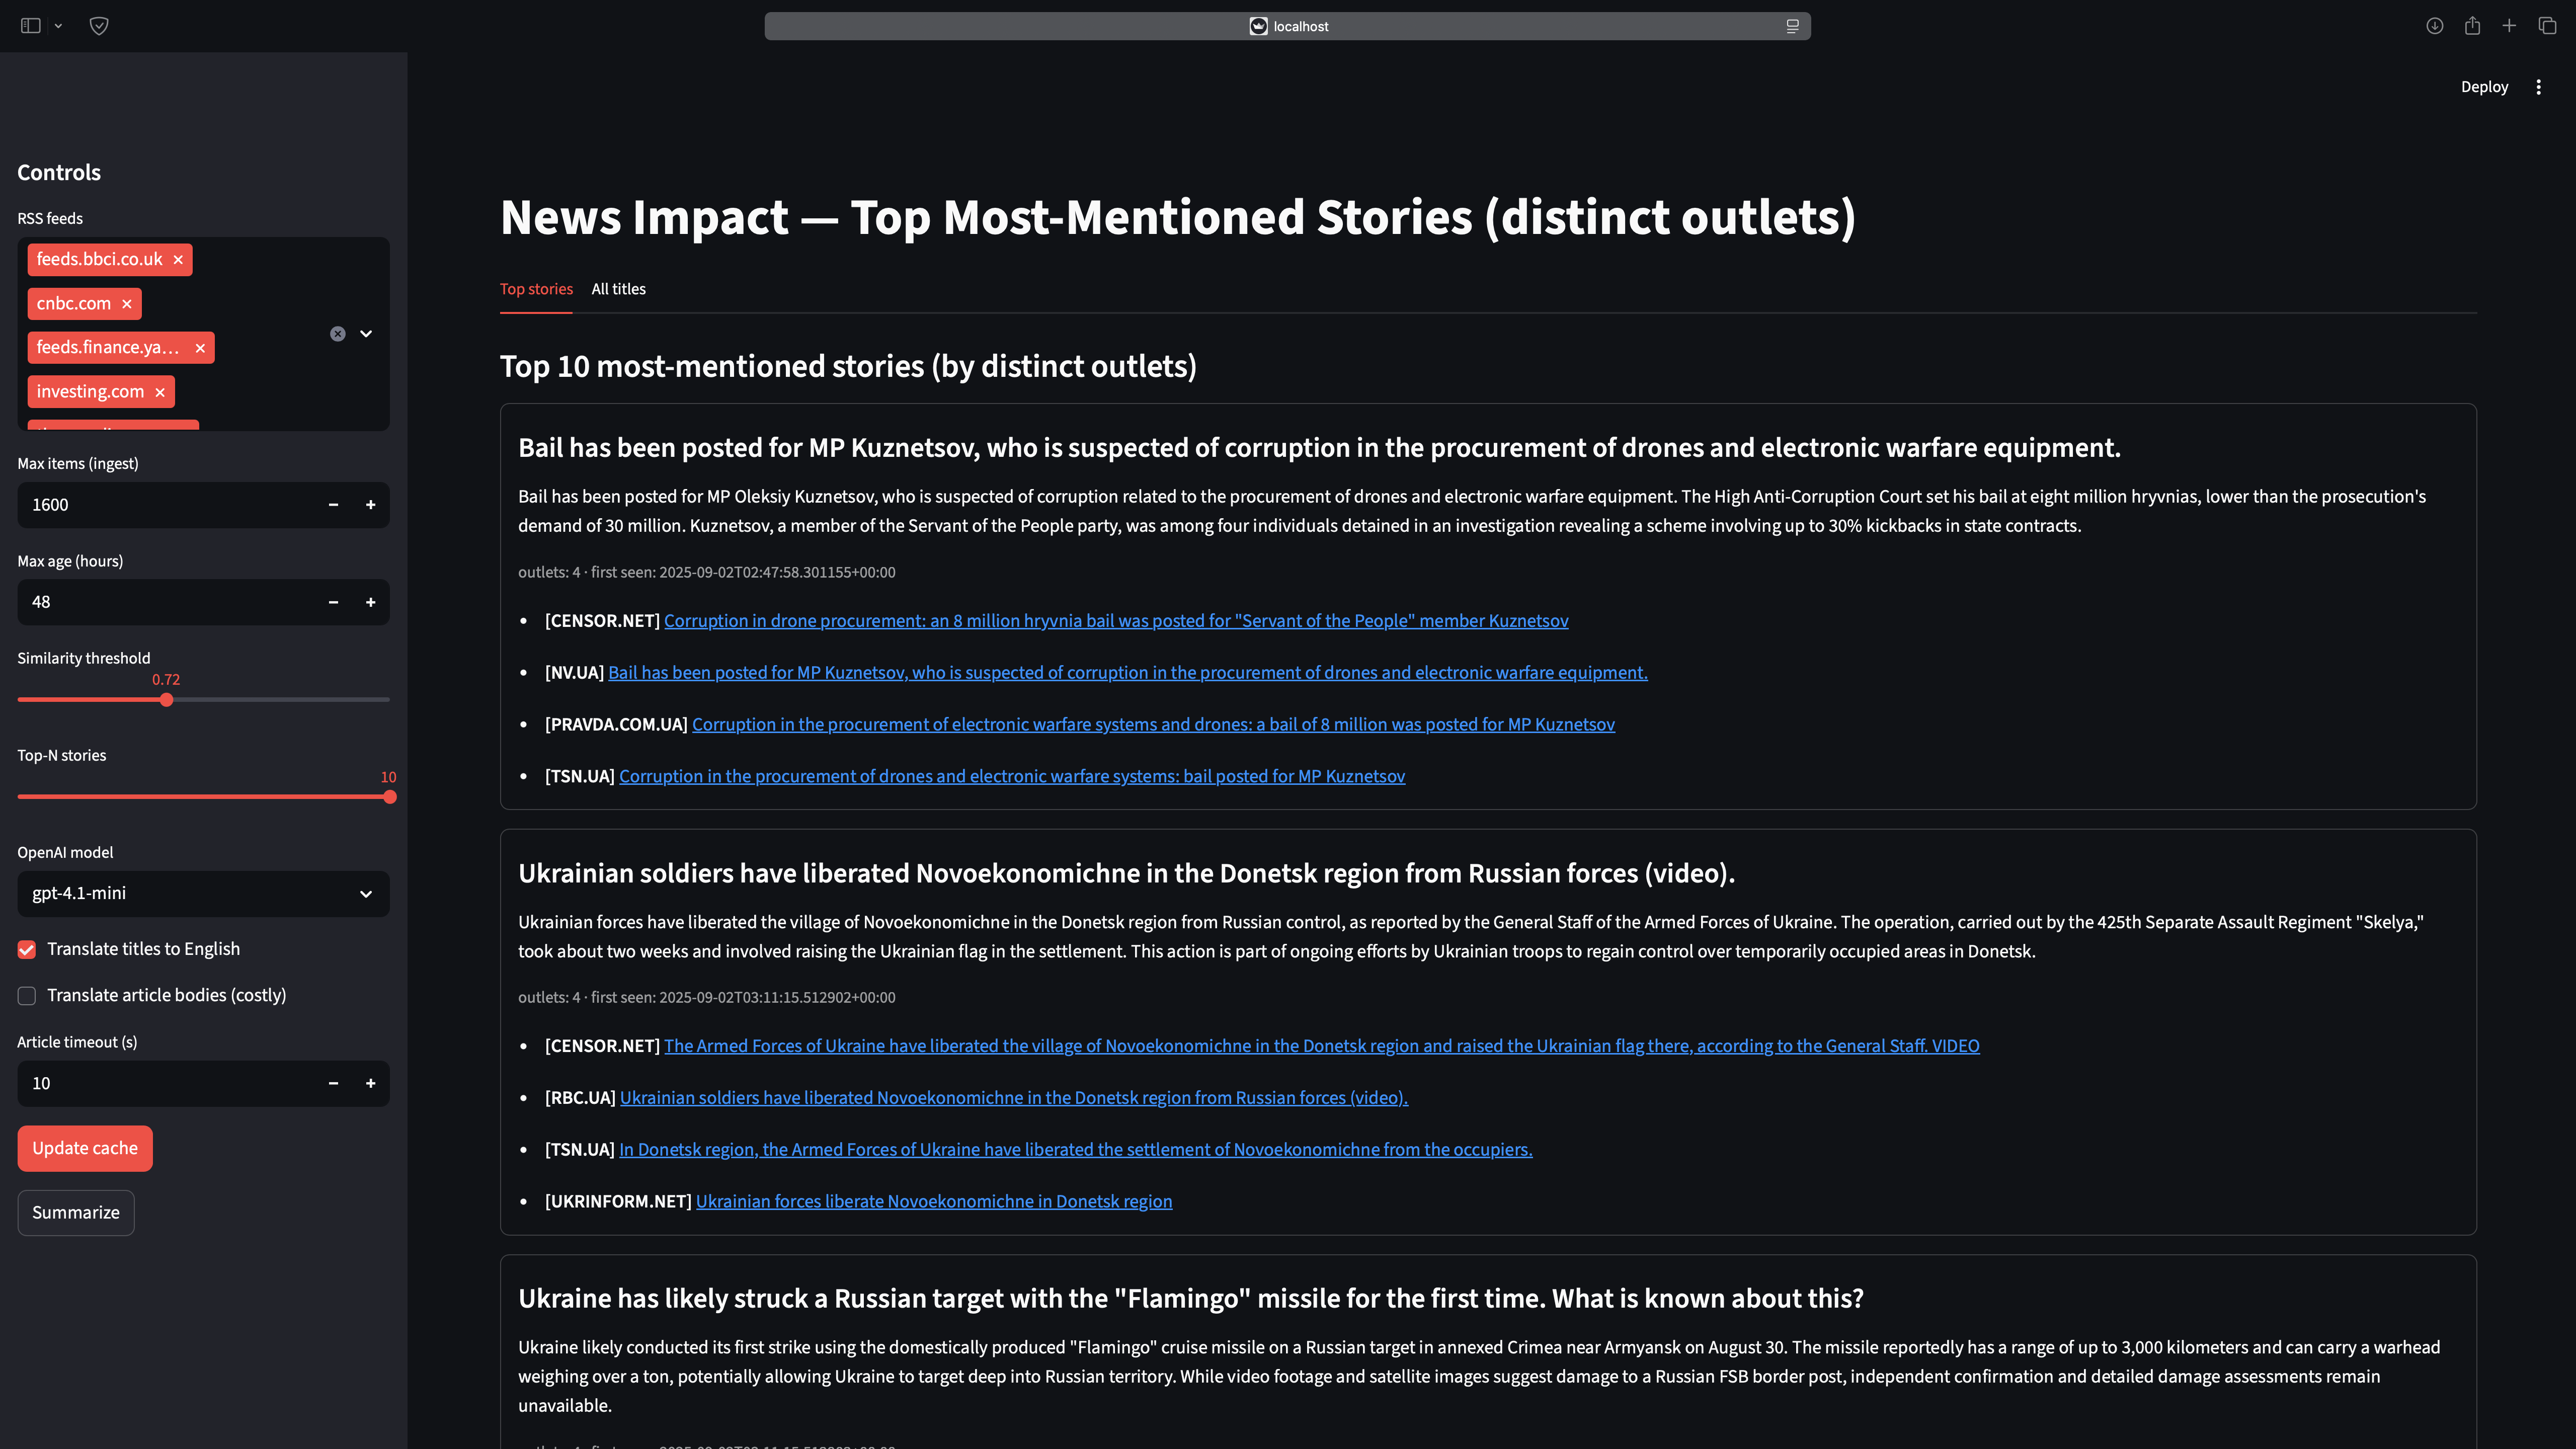 localhost
Deploy
Controls
RSS feeds
feeds.bbci.co.uk
cnbc.com
feeds.finance.ya...
investing.com
Max items (ingest)
1600
Max age (hours)
48
Similarity threshold
0.72
Top-N stories
10
OpenAI model
gpt-4.1-mini
Translate titles to English
Translate article bodies (costly)
Article timeout (s)
10
Update cache
Summarize
News Impact — Top Most-Mentioned Stories (distinct outlets)
Top stories All titles
Top 10 most-mentioned stories (by distinct outlets)
Bail has been posted for MP Kuznetsov, who is suspected of corruption in the procurement of drones and electronic warfare equipment.
Bail has been posted for MP Oleksiy Kuznetsov, who is suspected of corruption related to the procurement of drones and electronic warfare equipment. The High Anti-Corruption Court set his bail at eight million hryvnias, lower than the prosecution's
demand of 30 million. Kuznetsov, a member of the Servant of the People party, was among four individuals detained in an investigation revealing a scheme involving up to 30% kickbacks in state contracts.
outlets: 4 · first seen: 2025-09-02T02:47:58.301155+00:00
• [CENSOR.NET] Corruption in drone procurement: an 8 million hryvnia bail was posted for "Servant of the People" member Kuznetsov
• [NV.UA] Bail has been posted for MP Kuznetsov, who is suspected of corruption in the procurement of drones and electronic warfare equipment.
• [PRAVDA.COM.UA] Corruption in the procurement of electronic warfare systems and drones: a bail of 8 million was posted for MP Kuznetsov
• [TSN.UA] Corruption in the procurement of drones and electronic warfare systems: bail posted for MP Kuznetsov
Ukrainian soldiers have liberated Novoekonomichne in the Donetsk region from Russian forces (video).
Ukrainian forces have liberated the village of Novoekonomichne in the Donetsk region from Russian control, as reported by the General Staff of the Armed Forces of Ukraine. The operation, carried out by the 425th Separate Assault Regiment "Skelya,"
took about two weeks and involved raising the Ukrainian flag in the settlement. This action is part of ongoing efforts by Ukrainian troops to regain control over temporarily occupied areas in Donetsk.
outlets: 4 · first seen: 2025-09-02T03:11:15.512902+00:00
• [CENSOR.NET] The Armed Forces of Ukraine have liberated the village of Novoekonomichne in the Donetsk region and raised the Ukrainian flag there, according to the General Staff. VIDEO
• [RBC.UA] Ukrainian soldiers have liberated Novoekonomichne in the Donetsk region from Russian forces (video).
• [TSN.UA] In Donetsk region, the Armed Forces of Ukraine have liberated the settlement of Novoekonomichne from the occupiers.
• [UKRINFORM.NET] Ukrainian forces liberate Novoekonomichne in Donetsk region
Ukraine has likely struck a Russian target with the "Flamingo" missile for the first time. What is known about this?
Ukraine likely conducted its first strike using the domestically produced "Flamingo" cruise missile on a Russian target in annexed Crimea near Armyansk on August 30. The missile reportedly has a range of up to 3,000 kilometers and can carry a warhead
weighing over a ton, potentially allowing Ukraine to target deep into Russian territory. While video footage and satellite images suggest damage to a Russian FSB border post, independent confirmation and detailed damage assessments remain
unavailable.